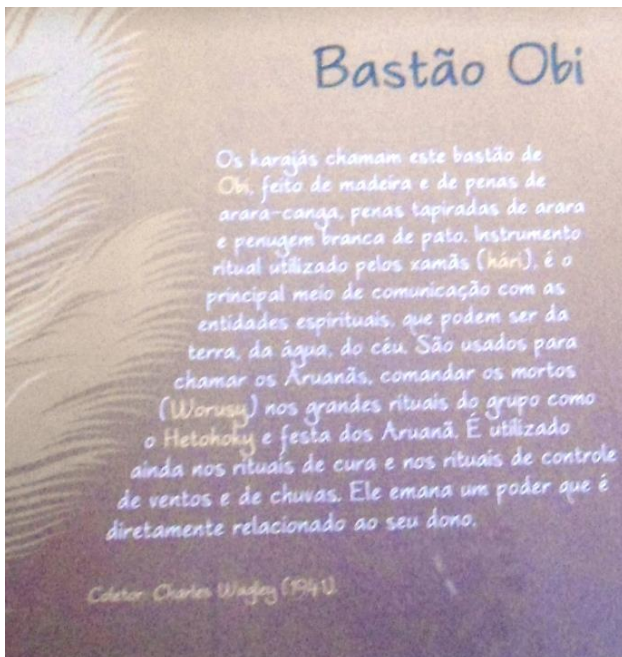 Bastão Obi
Os karajás chamam este bastão de
Obi, feito de madeira e de penas de
arara-canga, penas tapiradas de arara
e penugem branca de pato. Instrumento
ritual utilizado pelos xamãs (hári), é o
principal meio de comunicação com as
entidades espirituais, que podem ser da
terra, da água, do céu. São usados para
chamar os Aruanãs, comandar os mortos
(Worusy) nos grandes rituais do grupo como
o Hetohoky e festa dos Aruanã. É utilizado
ainda nos rituais de cura e nos rituais de controle
de ventos e de chuvas. Ele emana um poder que é
diretamente relacionado ao seu dono.
Coletor: Charles Wagley (1941)